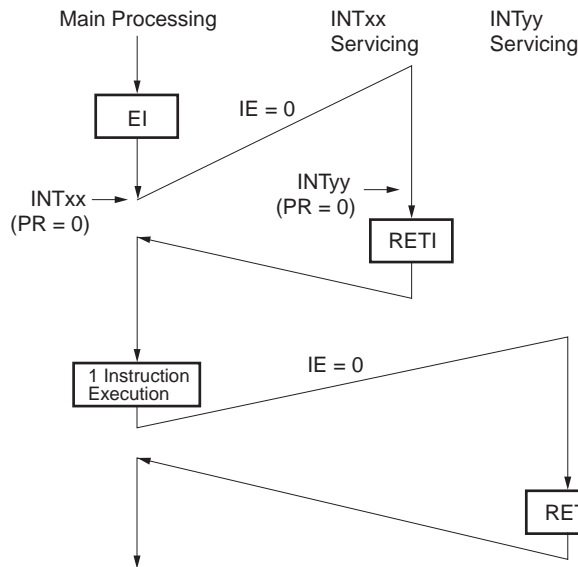 Main Processing
INTxx
Servicing
INTyy
Servicing
EI
IE = 0
INTxx
(PR = 0)
INTyy
(PR = 0)
RETI
1 Instruction
Execution
IE = 0